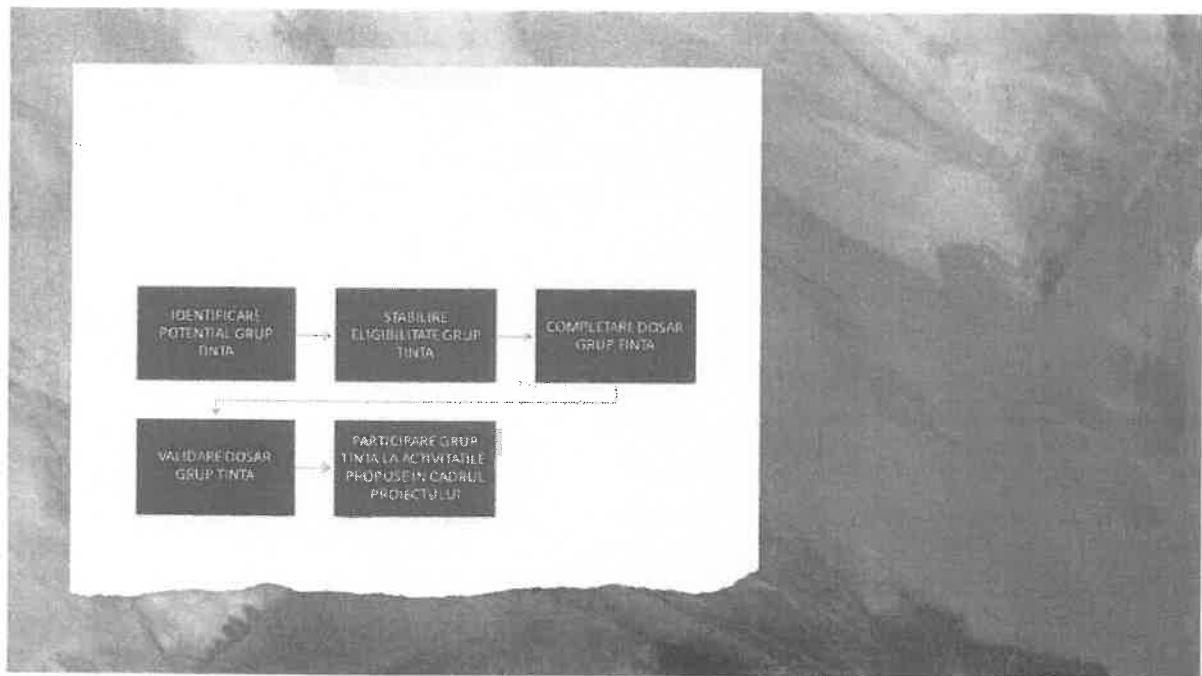 IDENTIFICARE
POTENTIAL GRUP
TINTA
STABILIRE
ELIGIBILITATE GRUP
TINTA
COMPLETARE DOSAR
GRUP TINTA
VALIDARE DOSAR
GRUP TINTA
PARTICIPARE GRUP
TINTA LA ACTIVITATILE
PROPUSE IN CADRUL
PROIECTULUI